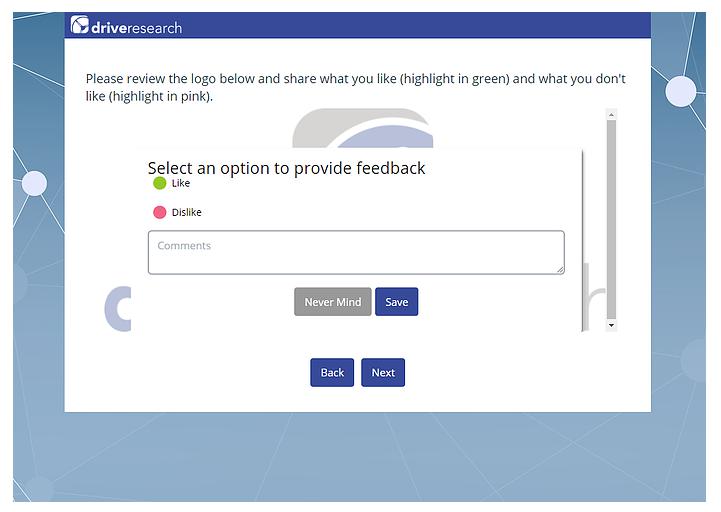 driveresearch
Please review the logo below and share what you like (highlight in green) and what you don't
like (highlight in pink).
Select an option to provide feedback
Like
Dislike
Comments
Never Mind
Save
Back
Next